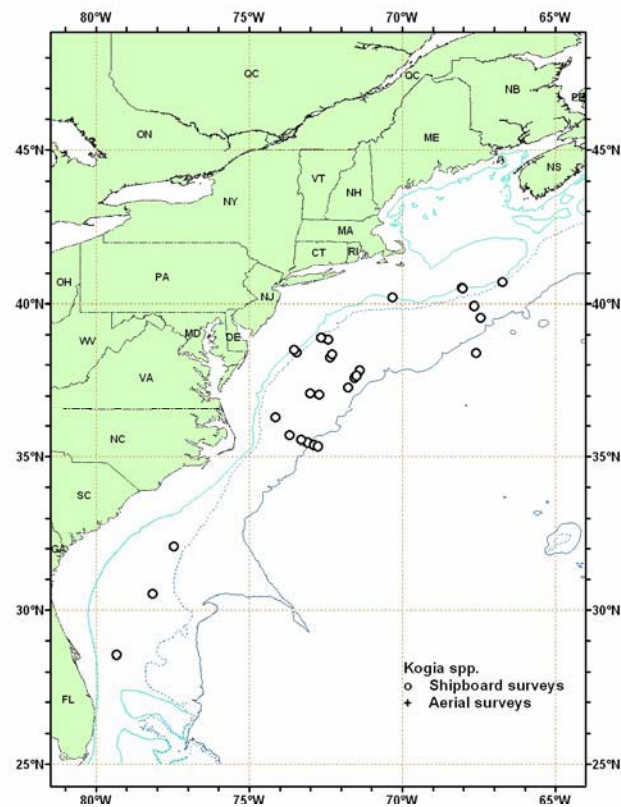 80°W 75°W 70°W 65°W
QC QC
NB
PE
ON
ME
45°N 45°N
NS
VT
NH
NY
MA
CT RI
PA
OH
NJ
40°N 40°N
MD
DE
WV
VA
NC
35°N 35°N
SC
GA
30°N 30°N
Kogia spp.
Shipboard surveys
FL
Aerial surveys
25°N 25°N
80°W 75°W 70°W 65°W